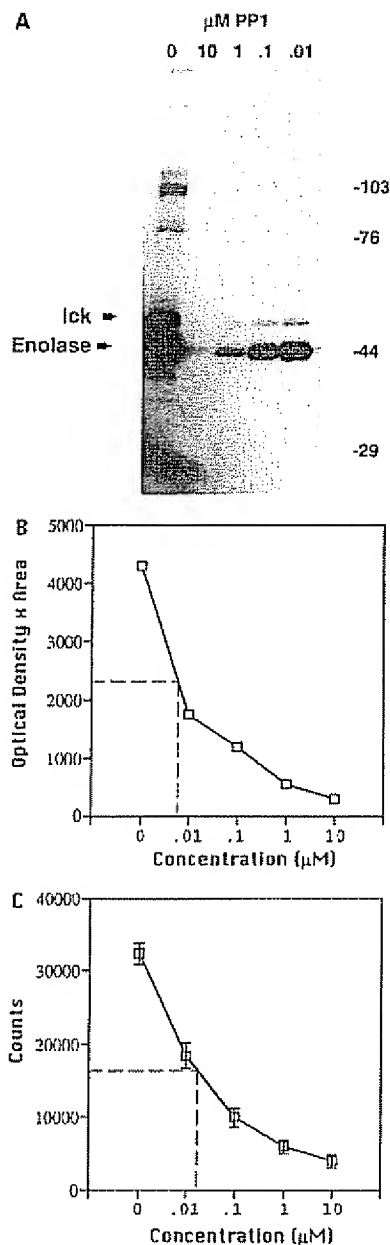 A
µM PP1
0 10 1 .1 .01
-103
-76
lck
Enolase
-44
-29
B
5000
4000
3000
2000
1000
0
Optical Density x Area
0 .01 .1 1 10
Concentration (µM)
C
40000
30000
20000
10000
0
Counts
0 .01 .1 1 10
Concentration (µM)